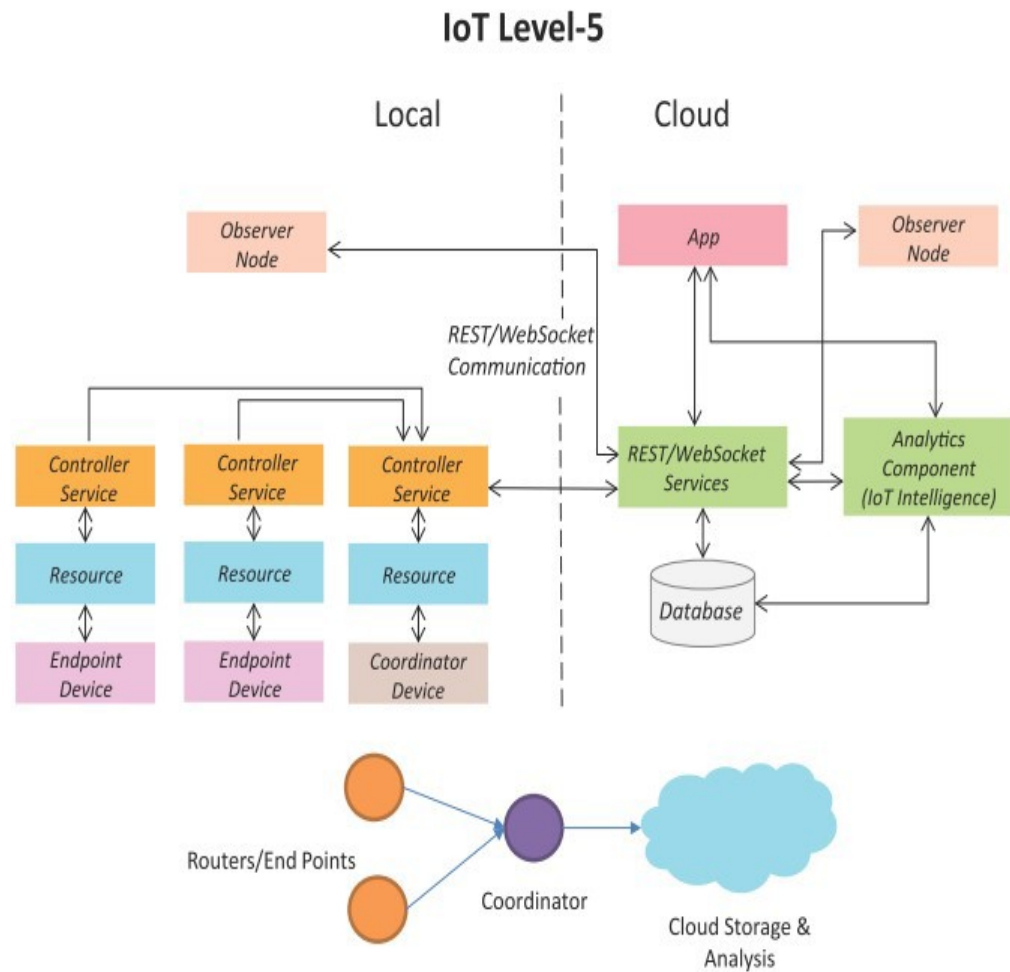 IoT Level-5
Local
Cloud
Observer
Node
App
Observer
Node
REST/WebSocket
Communication
Controller
Service
Controller
Service
Controller
Service
REST/WebSocket
Services
Analytics
Component
(IoT Intelligence)
Resource
Resource
Resource
Database
Endpoint
Device
Endpoint
Device
Coordinator
Device
Routers/End Points
Coordinator
Cloud Storage &
Analysis